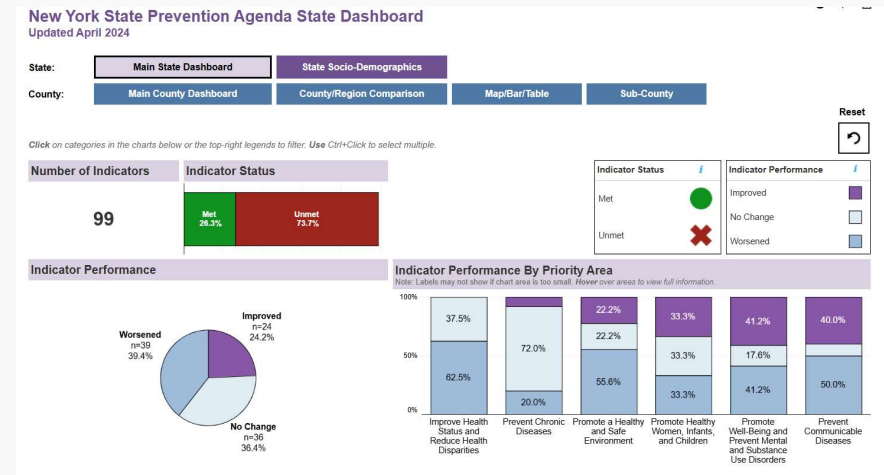 New York State Prevention Agenda State Dashboard
Updated April 2024
State:
Main State Dashboard
State Socio-Demographics
County:
Main County Dashboard
County/Region Comparison
Map/Bar/Table
Sub-County
Reset
Click on categories in the charts below or the top-right legends to filter. Use Ctrl+Click to select multiple.
Number of Indicators
99
Indicator Status
Met
26.3%
Unmet
73.7%
Indicator Status i
Met
Unmet
Indicator Performance i
Improved
No Change
Worsened
Indicator Performance
Improved
n=24
24.2%
Worsened
n=39
39.4%
No Change
n=36
36.4%
Indicator Performance By Priority Area
Note: Labels may not show if chart area is too small. Hover over areas to view full information.
100%
50%
0%
37.5%
62.5%
72.0%
20.0%
22.2%
22.2%
55.6%
33.3%
33.3%
33.3%
41.2%
17.6%
41.2%
40.0%
50.0%
Improve Health
Status and
Reduce Health
Disparities
Prevent Chronic
Diseases
Promote a Healthy
and Safe
Environment
Promote Healthy
Women, Infants,
and Children
Promote
Well-Being and
Prevent Mental
and Substance
Use Disorders
Prevent
Communicable
Diseases